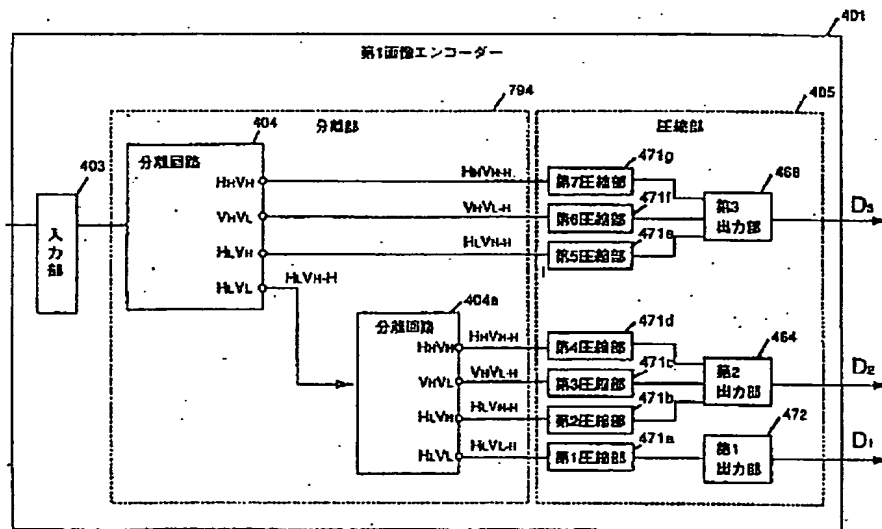 401
第1画像エンコーダー
794
405
分離部
圧縮部
403
入力部
404
分離回路
HHVH
VHVL
HLVH
HLVL
HHVH-H
VHVL-H
HLVH-H
HLVH-H
471g
第7圧縮部
471f
第6圧縮部
471e
第5圧縮部
468
第3
出力部
D3
404a
分離回路
HHVH
VHVL
HLVH
HLVL
HHVH-H
VHVL-H
HLVH-H
HLVL-H
471d
第4圧縮部
471c
第3圧縮部
471b
第2圧縮部
471a
第1圧縮部
464
第2
出力部
D2
472
第1
出力部
D1